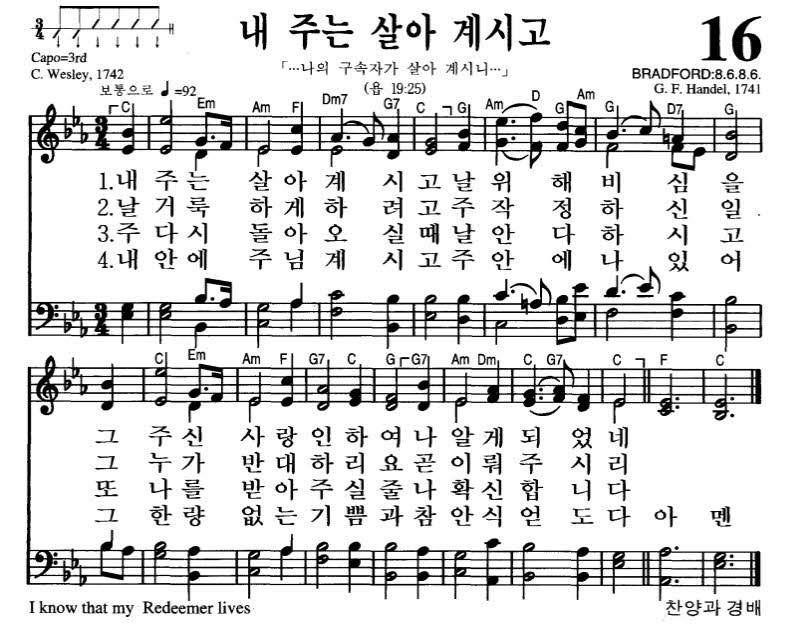 내 주는 살아 계시고
16
3/4
Capo=3rd
C. Wesley, 1742
「…나의 구속자가 살아 계시니…」
(욥 19:25)
BRADFORD:8.6.8.6.
G. F. Handel, 1741
보통으로 ♩=92
C Em Am F Dm7 G7 C G Am D G Am G D7 G
1.내 주는 살아계 시고날 위 해비 심을
2.날 거룩 하게하 려고주 작 정하 신일
3.주 다시 돌아오 실때날 안 다하 시고
4.내 안에 주님계 시고주 안 에나 있어
C Em Am F G7 C G G7 Am Dm C G7 C F C
그 주신 사랑인하여나 알게되 었네
그 누가 반대하리요곧 이뤄주 시리
또 나를 받아주실줄나 확신합 니다
그 한량 없는기쁨과참 안식얻 도다 아 멘
I know that my Redeemer lives
찬양과 경배